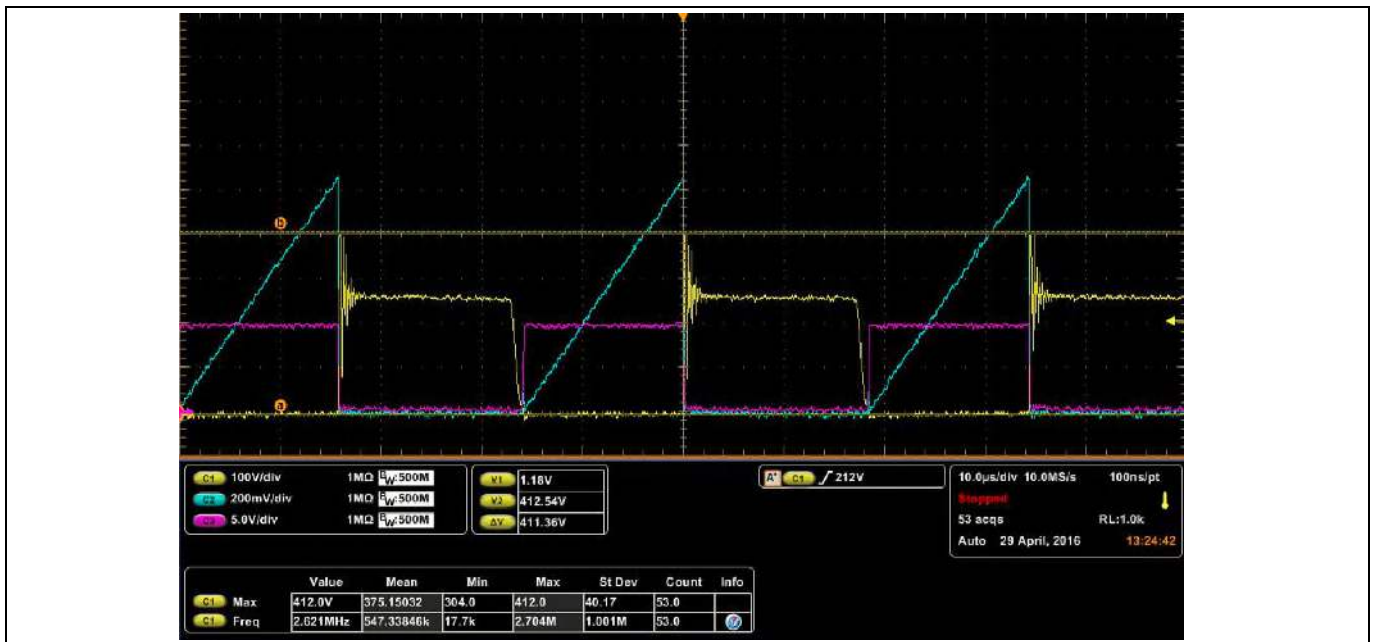 b
a
C1 100V/div 1MΩ BW:500M
C2 200mV/div 1MΩ BW:500M
C3 5.0V/div 1MΩ BW:500M
V1 1.18V
V2 412.54V
ΔV 411.36V
A' C1 212V
10.0µs/div 10.0MS/s 100ns/pt
Stopped
53 acqs RL:1.0k
Auto 29 April, 2016 13:24:42
Value Mean Min Max St Dev Count Info
C1 Max 412.0V 375.15032 304.0 412.0 40.17 53.0
C1 Freq 2.621MHz 547.33846k 17.7k 2.704M 1.001M 53.0